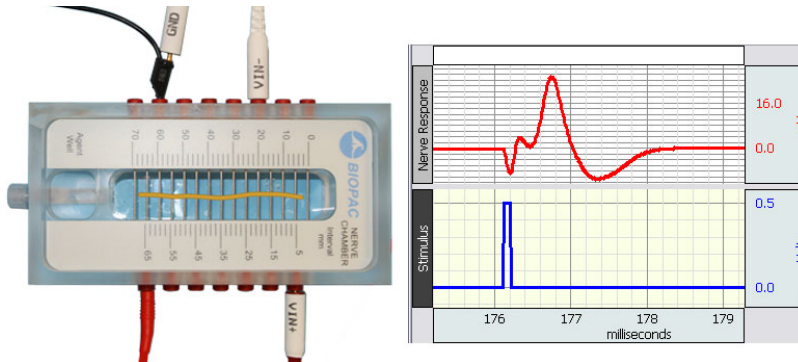 GND
VIN-
70 60 50 40 30 20 10 0
Agent
Well
BIOPAC
NERVE
CHAMBER
Interval
mm
65 55 45 35 25 15 5
VIN+
Nerve Response
16.0
0.0
Stimulus
0.5
0.0
176 177 178 179
milliseconds